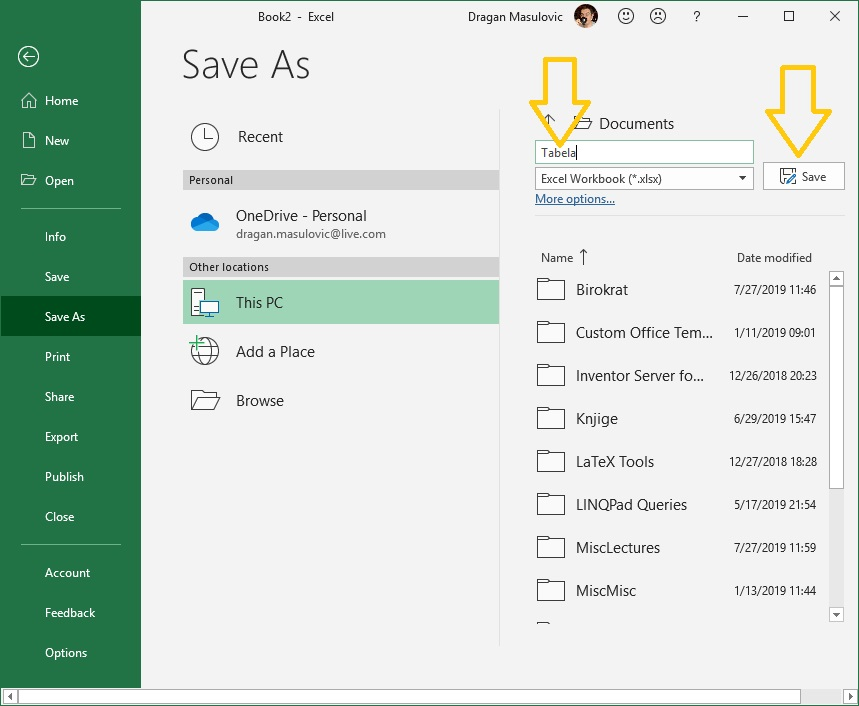 Book2 - Excel
Dragan Masulovic
?
Home
New
Open
Info
Save
Save As
Print
Share
Export
Publish
Close
Account
Feedback
Options
Save As
Recent
Personal
OneDrive - Personal
dragan.masulovic@live.com
Other locations
This PC
Add a Place
Browse
Documents
Tabela
Excel Workbook (*.xlsx)
Save
More options...
Name Date modified
Birokrat 7/27/2019 11:46
Custom Office Tem... 1/11/2019 09:01
Inventor Server fo... 12/26/2018 20:23
Knjige 6/29/2019 15:47
LaTeX Tools 12/27/2018 18:28
LINQPad Queries 5/17/2019 21:54
MiscLectures 7/27/2019 11:59
MiscMisc 1/13/2019 11:44